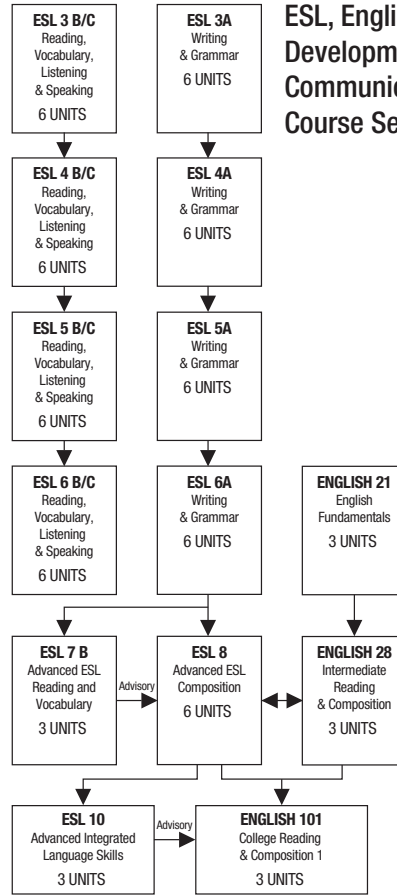 ESL 3 B/C
Reading,
Vocabulary,
Listening
& Speaking
6 UNITS
ESL 3A
Writing
& Grammar
6 UNITS
ESL 4 B/C
Reading,
Vocabulary,
Listening
& Speaking
6 UNITS
ESL 4A
Writing
& Grammar
6 UNITS
ESL 5 B/C
Reading,
Vocabulary,
Listening
& Speaking
6 UNITS
ESL 5A
Writing
& Grammar
6 UNITS
ESL 6 B/C
Reading,
Vocabulary,
Listening
& Speaking
6 UNITS
ESL 6A
Writing
& Grammar
6 UNITS
ENGLISH 21
English
Fundamentals
3 UNITS
ESL 7 B
Advanced ESL
Reading and
Vocabulary
3 UNITS
Advisory
ESL 8
Advanced ESL
Composition
6 UNITS
ENGLISH 28
Intermediate
Reading
& Composition
3 UNITS
ESL 10
Advanced Integrated
Language Skills
3 UNITS
Advisory
ENGLISH 101
College Reading
& Composition 1
3 UNITS
ESL, Engli
Developm
Communi
Course Se